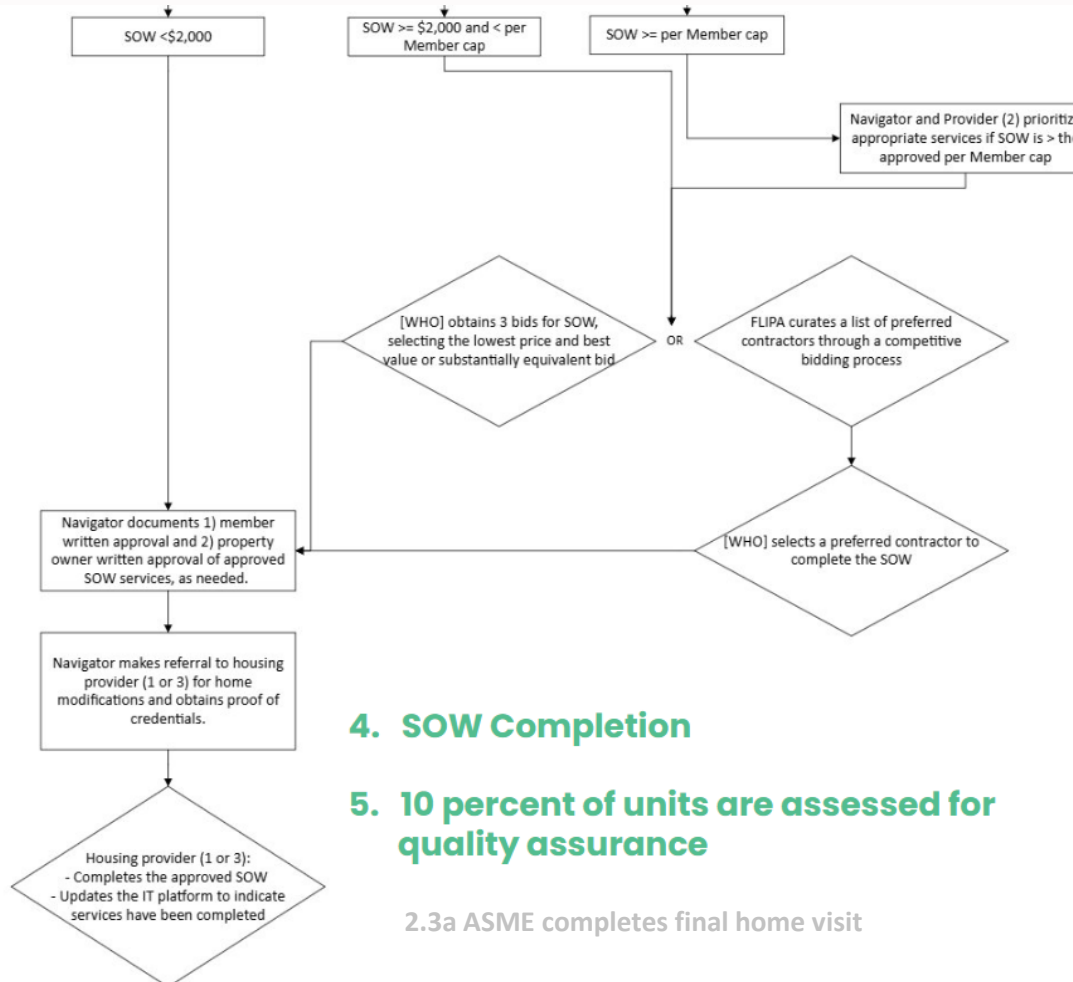 SOW <$2,000
SOW >= $2,000 and < per
Member cap
SOW >= per Member cap
Navigator and Provider (2) prioritiz
appropriate services if SOW is > the
approved per Member cap
[WHO] obtains 3 bids for SOW,
selecting the lowest price and best
value or substantially equivalent bid
OR
FLIPA curates a list of preferred
contractors through a competitive
bidding process
Navigator documents 1) member
written approval and 2) property
owner written approval of approved
SOW services, as needed.
[WHO] selects a preferred contractor to
complete the SOW
Navigator makes referral to housing
provider (1 or 3) for home
modifications and obtains proof of
credentials.
4. SOW Completion
5. 10 percent of units are assessed for
quality assurance
Housing provider (1 or 3):
- Completes the approved SOW
- Updates the IT platform to indicate
services have been completed
2.3a ASME completes final home visit